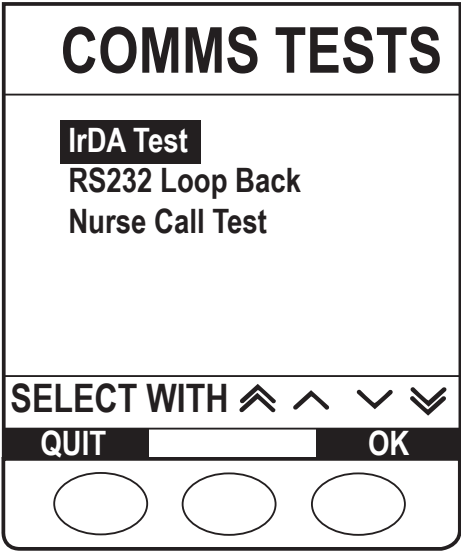 COMMS TESTS
IrDA Test
RS232 Loop Back
Nurse Call Test
SELECT WITH
QUIT OK